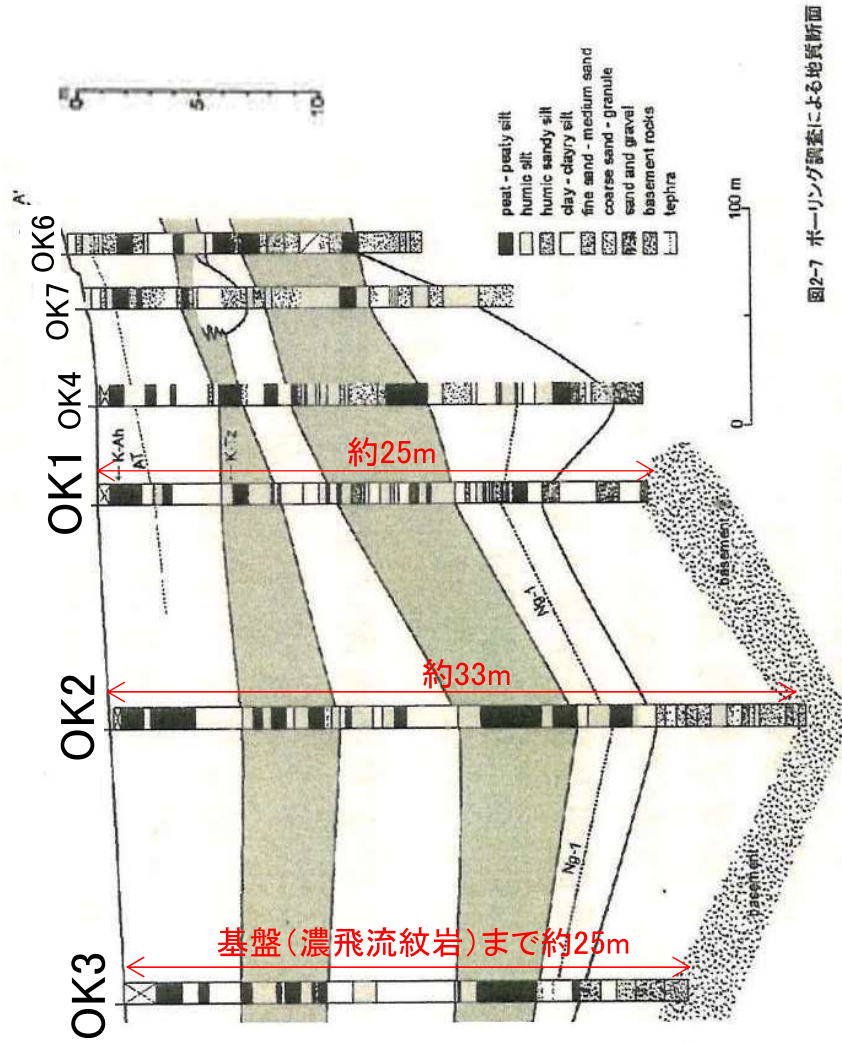 A'
OK6
OK7
OK4
OK1
OK2
OK3
m
0
5
10
←K-Ah
AT
←K-Tz
約25m
Ng-1
basement
約33m
Ng-1
basement
基盤(濃飛流紋岩)まで約25m
peat - peaty silt
humic silt
humic sandy silt
clay - clayry silt
fine sand - medium sand
coarse sand - granule
sand and gravel
basement rocks
tephra
0
100 m
図2-7 ボーリング調査による地質断面